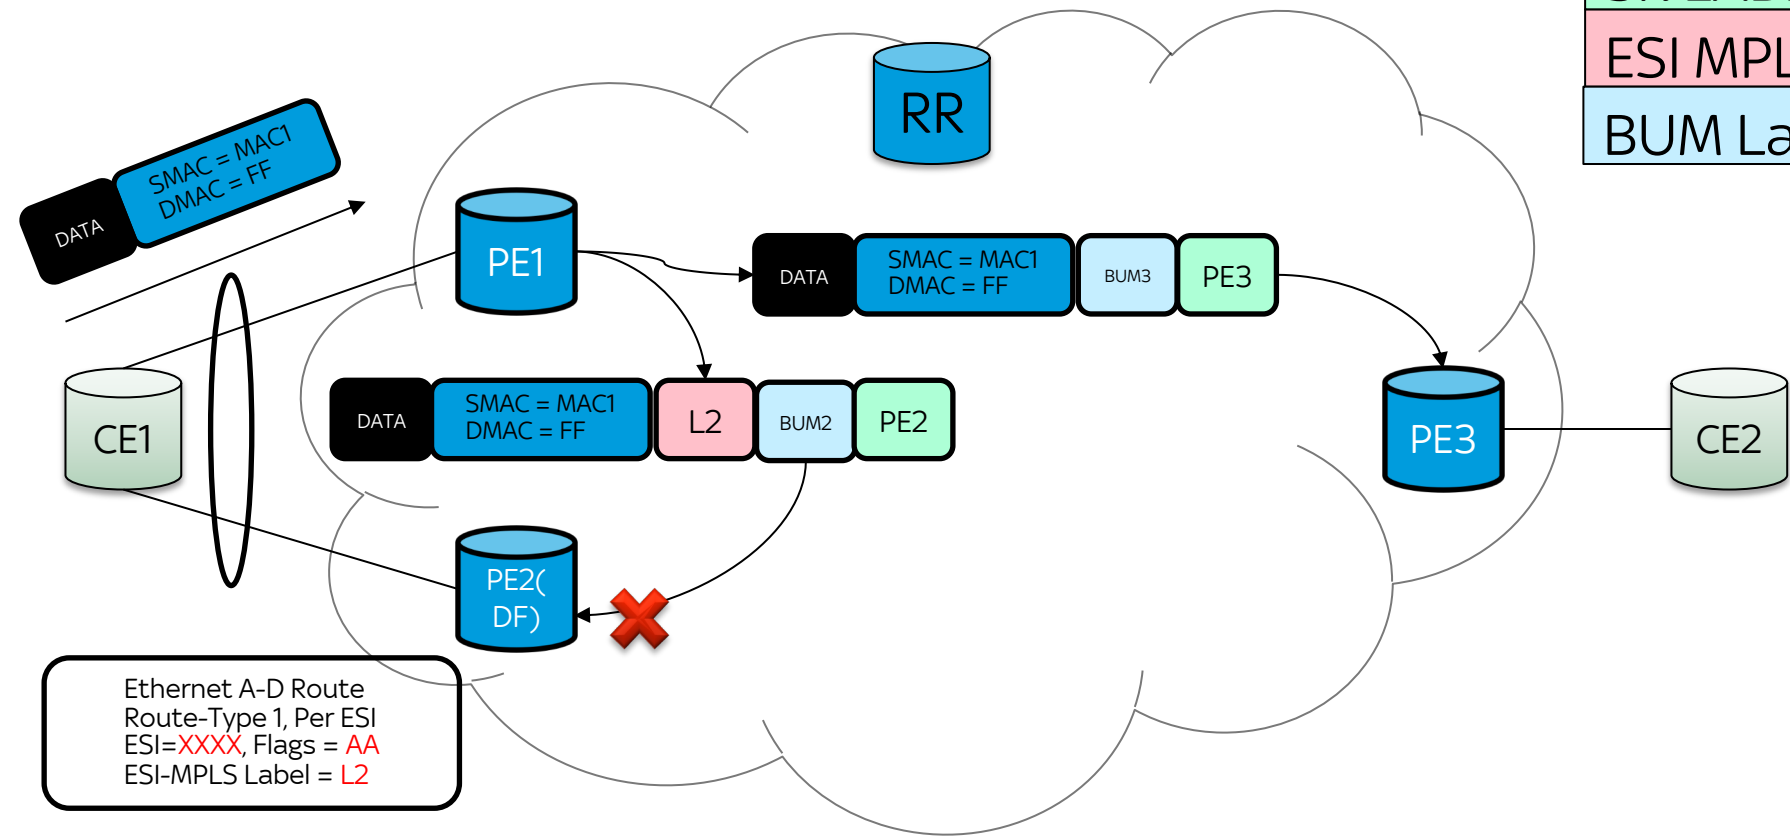 ESI MPL
RR
BUM La
SMAC = MAC1
DMAC = FF
DATA
PE1
DATA
SMAC = MAC1
DMAC = FF
BUM3
PE3
CE1
DATA
SMAC = MAC1
DMAC = FF
L2
BUM2
PE2
PE3
CE2
PE2(
DF)
Ethernet A-D Route
Route-Type 1, Per ESI
ESI=XXXX, Flags = AA
ESI-MPLS Label = L2